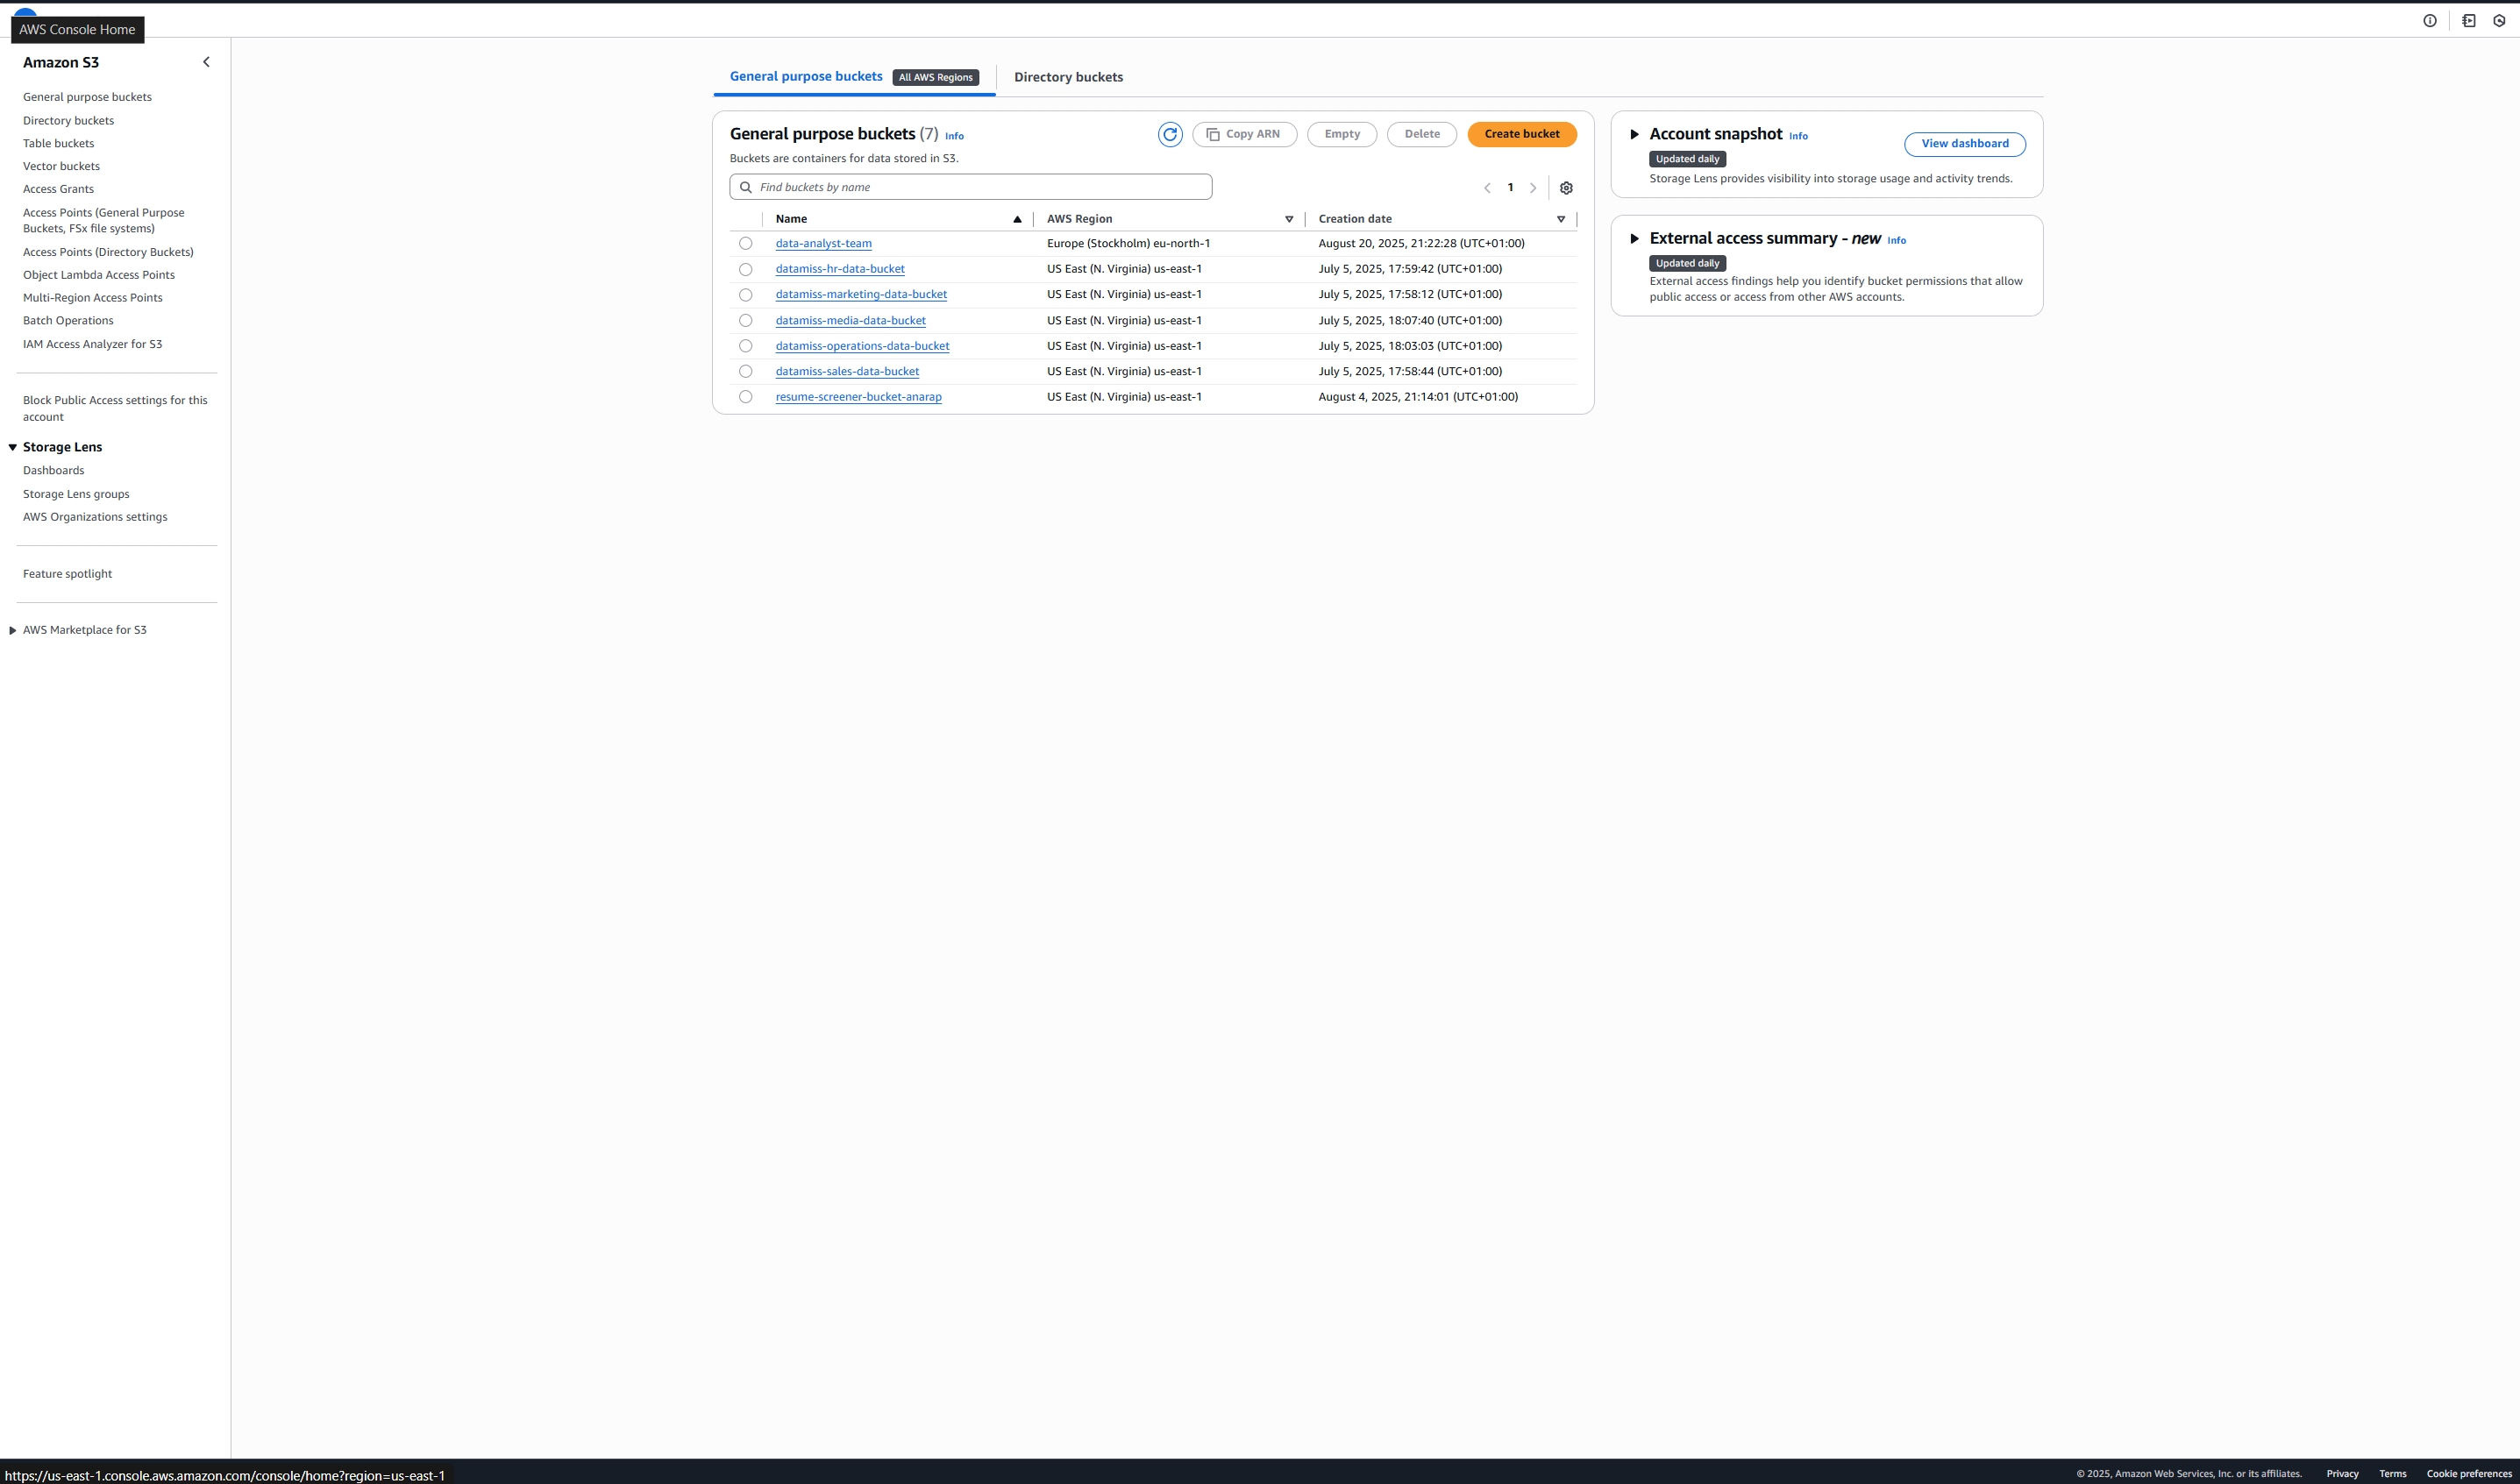 AWS Console Home
Amazon S3
General purpose buckets
Directory buckets
Table buckets
Vector buckets
Access Grants
Access Points (General Purpose
Buckets, FSx file systems)
Access Points (Directory Buckets)
Object Lambda Access Points
Multi-Region Access Points
Batch Operations
IAM Access Analyzer for S3
Block Public Access settings for this
account
Storage Lens
Dashboards
Storage Lens groups
AWS Organizations settings
Feature spotlight
AWS Marketplace for S3
General purpose buckets All AWS Regions Directory buckets
General purpose buckets (7) Info
Copy ARN Empty Delete Create bucket
Buckets are containers for data stored in S3.
Find buckets by name
1
Name AWS Region Creation date
data-analyst-team Europe (Stockholm) eu-north-1 August 20, 2025, 21:22:28 (UTC+01:00)
datamiss-hr-data-bucket US East (N. Virginia) us-east-1 July 5, 2025, 17:59:42 (UTC+01:00)
datamiss-marketing-data-bucket US East (N. Virginia) us-east-1 July 5, 2025, 17:58:12 (UTC+01:00)
datamiss-media-data-bucket US East (N. Virginia) us-east-1 July 5, 2025, 18:07:40 (UTC+01:00)
datamiss-operations-data-bucket US East (N. Virginia) us-east-1 July 5, 2025, 18:03:03 (UTC+01:00)
datamiss-sales-data-bucket US East (N. Virginia) us-east-1 July 5, 2025, 17:58:44 (UTC+01:00)
resume-screener-bucket-anarap US East (N. Virginia) us-east-1 August 4, 2025, 21:14:01 (UTC+01:00)
Account snapshot Info
View dashboard
Updated daily
Storage Lens provides visibility into storage usage and activity trends.
External access summary - new Info
Updated daily
External access findings help you identify bucket permissions that allow
public access or access from other AWS accounts.
https://us-east-1.console.aws.amazon.com/console/home?region=us-east-1
© 2025, Amazon Web Services, Inc. or its affiliates. Privacy Terms Cookie preferences